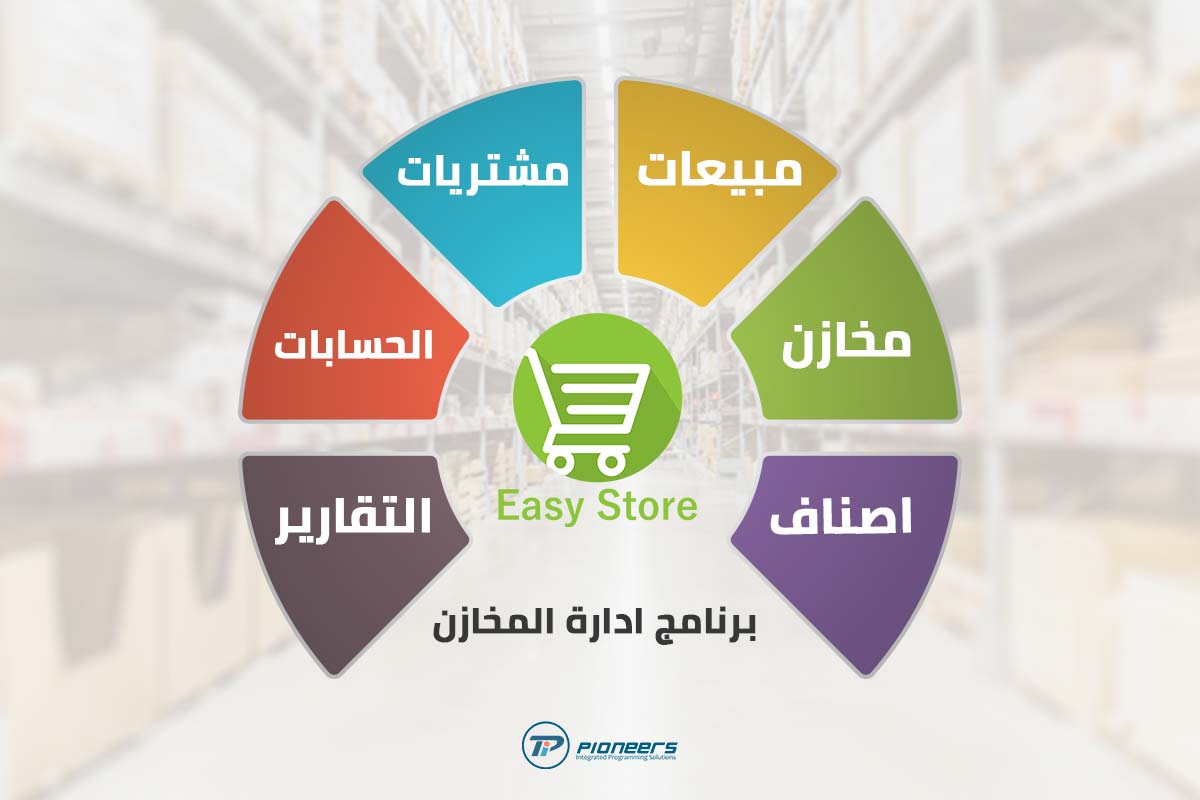 مشتريات
مبيعات
الحسابات
مخازن
التقارير
اصناف
Easy Store
برنامج ادارة المخازن
PIONEERS
Integrated Programming Solutions